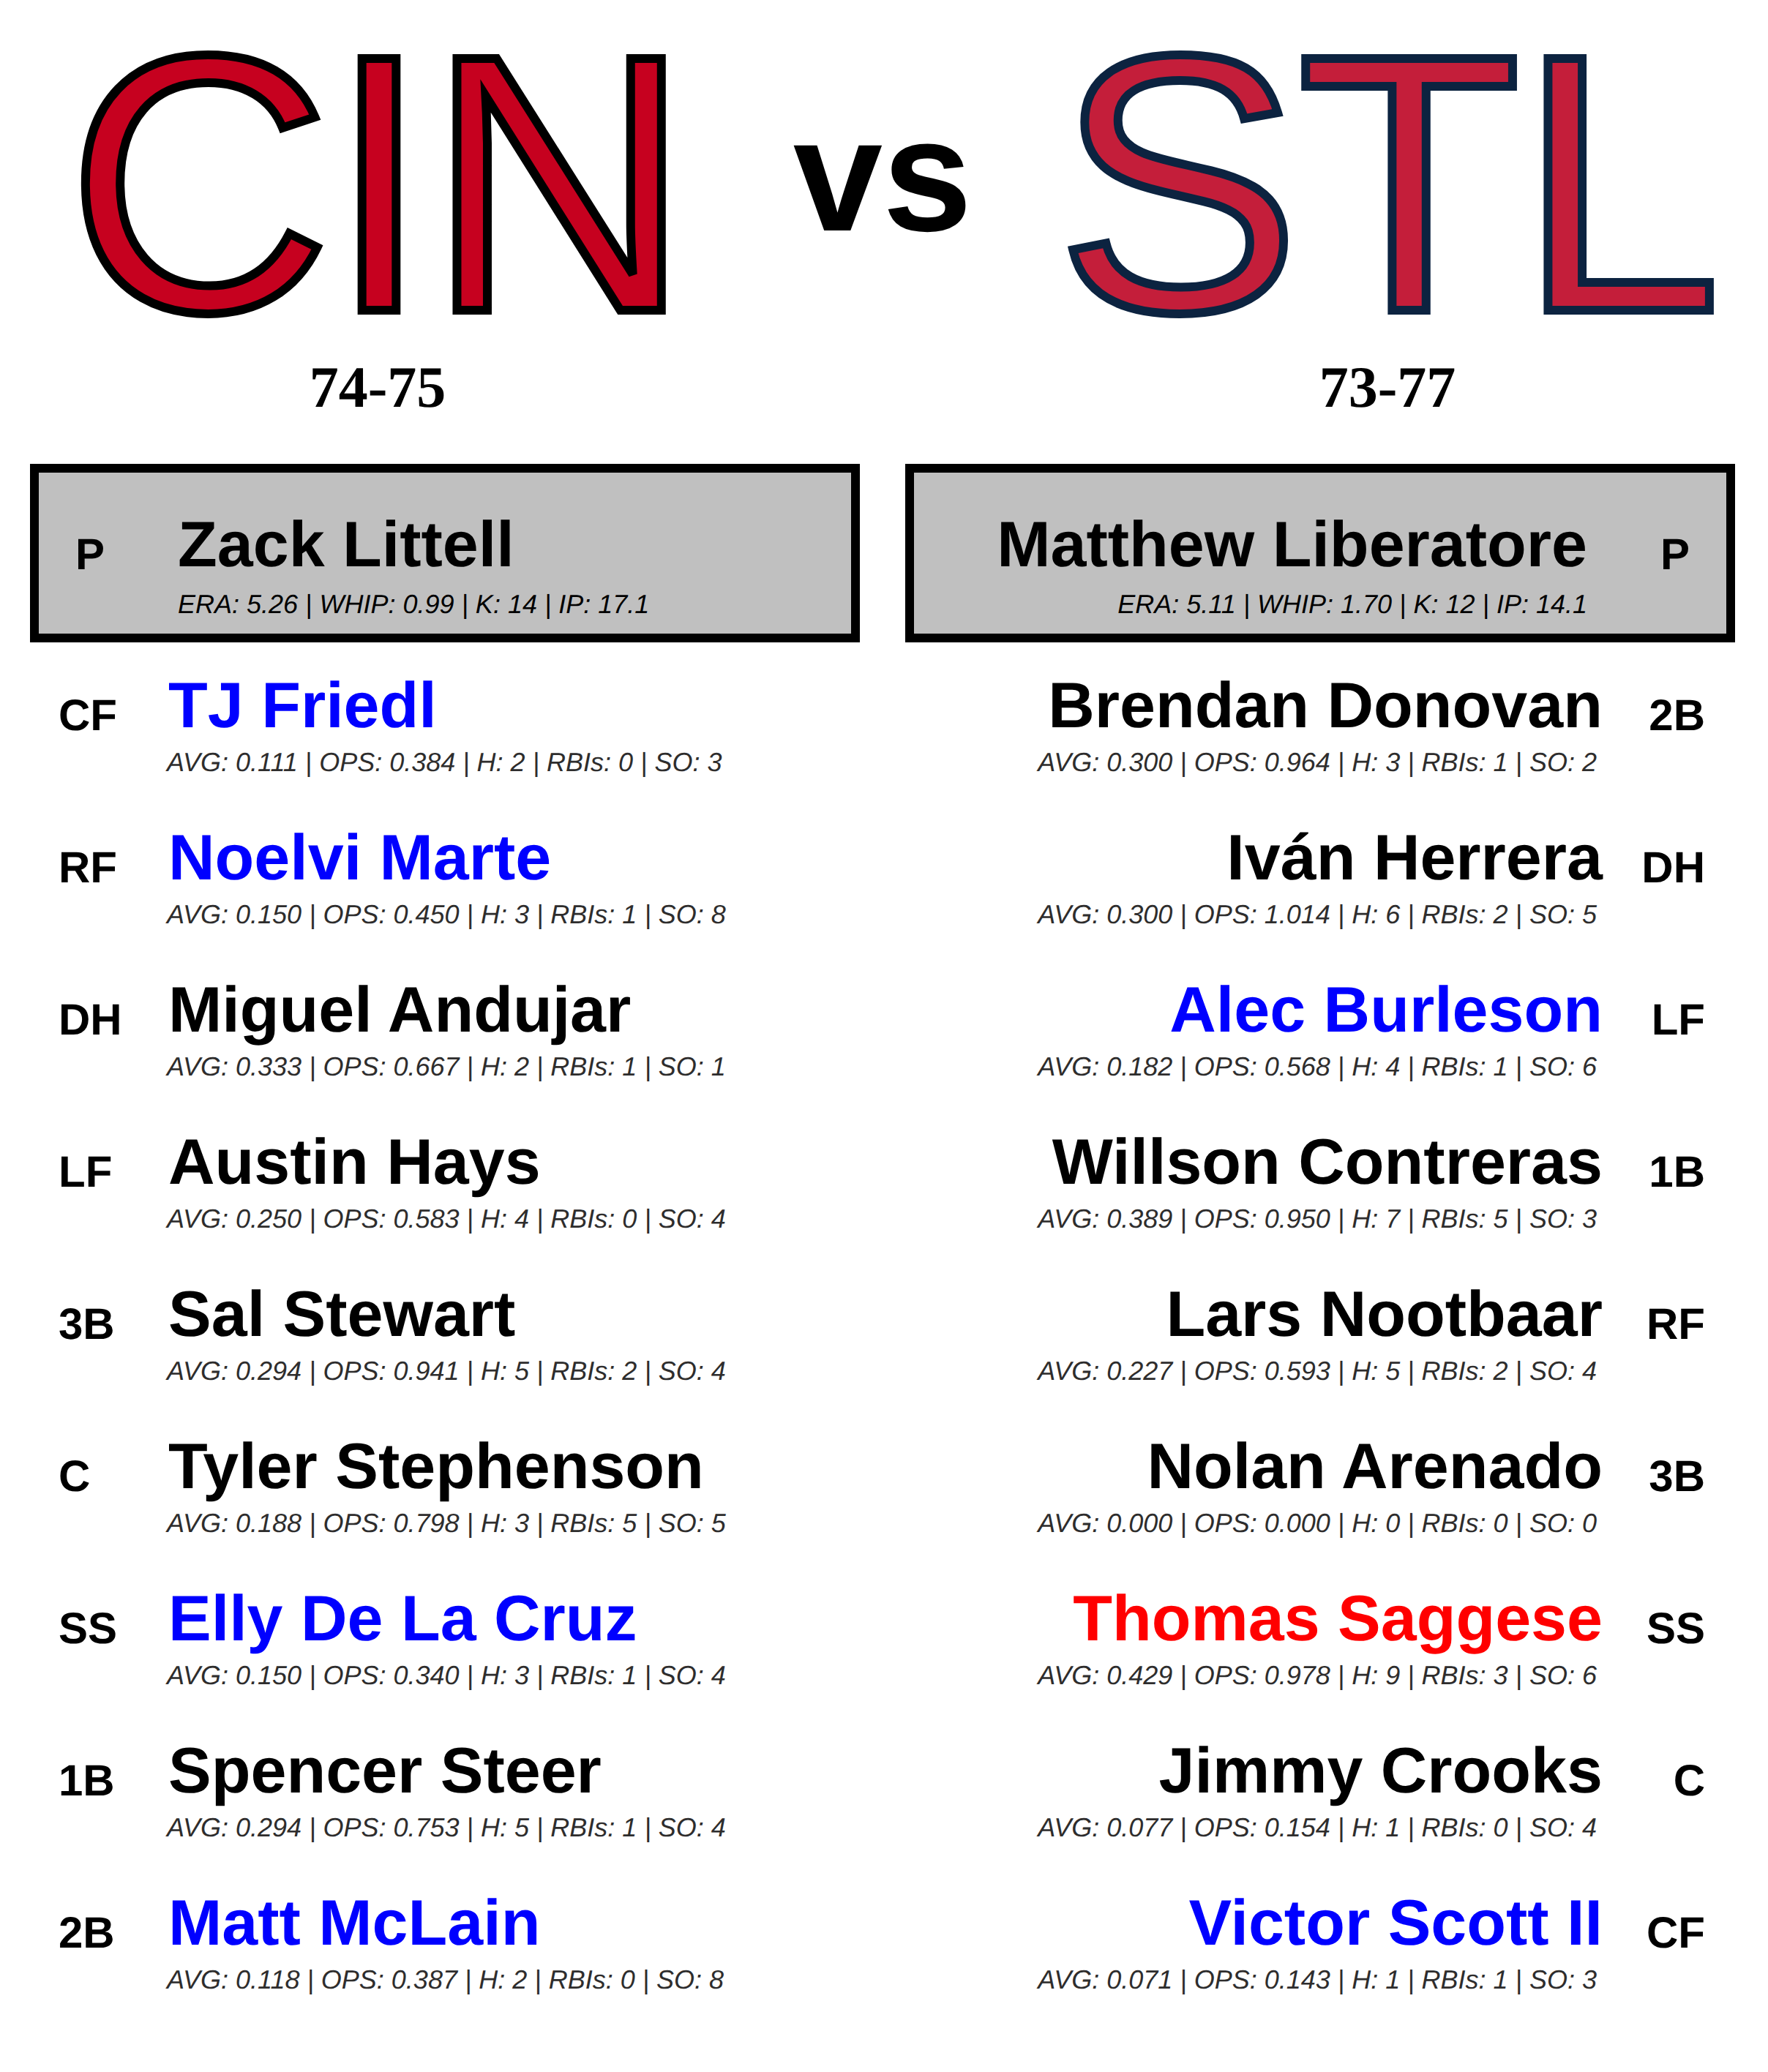 CIN vs STL
74-75 73-77
P Zack Littell
ERA: 5.26 | WHIP: 0.99 | K: 14 | IP: 17.1
Matthew Liberatore P
ERA: 5.11 | WHIP: 1.70 | K: 12 | IP: 14.1
CF TJ Friedl
AVG: 0.111 | OPS: 0.384 | H: 2 | RBIs: 0 | SO: 3
RF Noelvi Marte
AVG: 0.150 | OPS: 0.450 | H: 3 | RBIs: 1 | SO: 8
DH Miguel Andujar
AVG: 0.333 | OPS: 0.667 | H: 2 | RBIs: 1 | SO: 1
LF Austin Hays
AVG: 0.250 | OPS: 0.583 | H: 4 | RBIs: 0 | SO: 4
3B Sal Stewart
AVG: 0.294 | OPS: 0.941 | H: 5 | RBIs: 2 | SO: 4
C Tyler Stephenson
AVG: 0.188 | OPS: 0.798 | H: 3 | RBIs: 5 | SO: 5
SS Elly De La Cruz
AVG: 0.150 | OPS: 0.340 | H: 3 | RBIs: 1 | SO: 4
1B Spencer Steer
AVG: 0.294 | OPS: 0.753 | H: 5 | RBIs: 1 | SO: 4
2B Matt McLain
AVG: 0.118 | OPS: 0.387 | H: 2 | RBIs: 0 | SO: 8
Brendan Donovan 2B
AVG: 0.300 | OPS: 0.964 | H: 3 | RBIs: 1 | SO: 2
Iván Herrera DH
AVG: 0.300 | OPS: 1.014 | H: 6 | RBIs: 2 | SO: 5
Alec Burleson LF
AVG: 0.182 | OPS: 0.568 | H: 4 | RBIs: 1 | SO: 6
Willson Contreras 1B
AVG: 0.389 | OPS: 0.950 | H: 7 | RBIs: 5 | SO: 3
Lars Nootbaar RF
AVG: 0.227 | OPS: 0.593 | H: 5 | RBIs: 2 | SO: 4
Nolan Arenado 3B
AVG: 0.000 | OPS: 0.000 | H: 0 | RBIs: 0 | SO: 0
Thomas Saggese SS
AVG: 0.429 | OPS: 0.978 | H: 9 | RBIs: 3 | SO: 6
Jimmy Crooks C
AVG: 0.077 | OPS: 0.154 | H: 1 | RBIs: 0 | SO: 4
Victor Scott II CF
AVG: 0.071 | OPS: 0.143 | H: 1 | RBIs: 1 | SO: 3